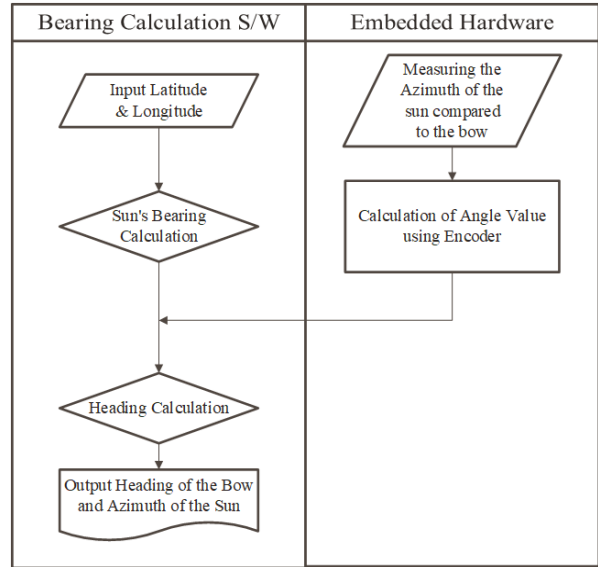 Bearing Calculation S/W
Embedded Hardware
Input Latitude
& Longitude
Measuring the
Azimuth of the
sun compared
to the bow
Sun's Bearing
Calculation
Calculation of Angle Value
using Encoder
Heading Calculation
Output Heading of the Bow
and Azimuth of the Sun